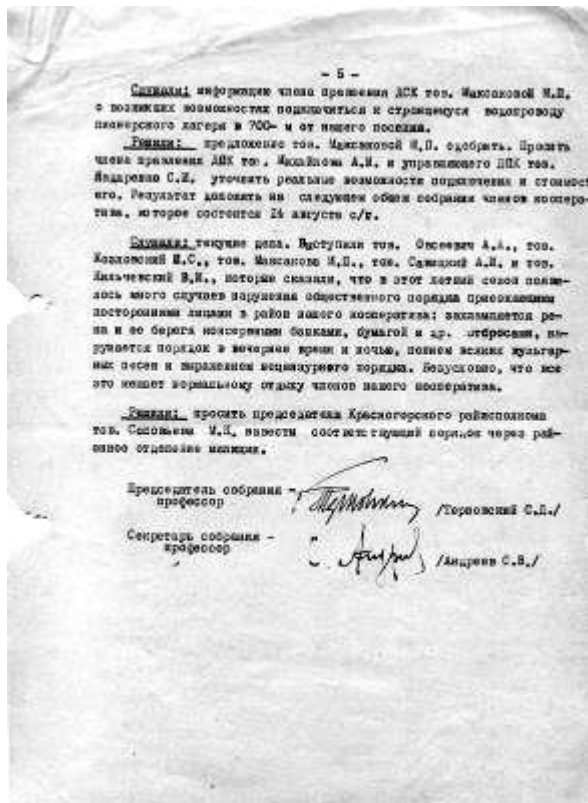 - 5 -
Слушали: информацию члена правления ДСК тов. Максаковой М.П.
о возникших возможностях подключиться к строящемуся водопроводу
пионерского лагеря в 700- м от нашего поселка.
Решили: предложение тов. Максаковой М.П. одобрить. Просить
члена правления ДСК тов. Михайлова А.И. и управляющего ДСК тов.
С.И. уточнить реальные возможности подключения и стоимост
его. Результат доложить на следующем общем собрании членов коопера-
тива, которое состоится 14 августа с/г.
Слушали: текущие дела. Выступили тов. Овсеевич А.А., тов.
Козловский И.С., тов. Максакова М.П., тов. Савицкий А.И. и тов.
Кильчевский В.И., которые сказали, что в этот летний сезон появи-
лось много случаев нарушения общественного порядка приезжающими
посторонними лицами в район нашего кооператива: захламляется ре-
ка и ее берега консервными банками, бумагой и др. отбросами, на-
рушается порядок в вечернее время и ночью, пением всяких вульгар-
ных песен и выражением нецензурного порядка. Безусловно, что все
это мешает нормальному отдыху членов нашего кооператива.
Решили: просить председателя Красногорского райисполкома
тов. Соловьева М.И. навести соответствующий порядок через рай-
онное отделение милиции.
Председатель собрания -
профессор /Терновский С.Д./
Секретарь собрания -
профессор /Андреев С.В./